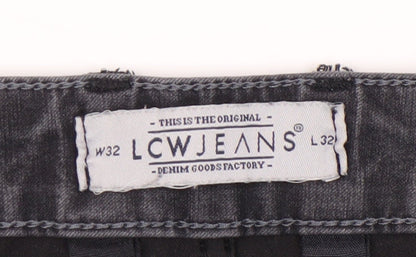 - THIS IS THE ORIGINAL -
W32 LCWJEANS® L32
- DENIM GOODS FACTORY -